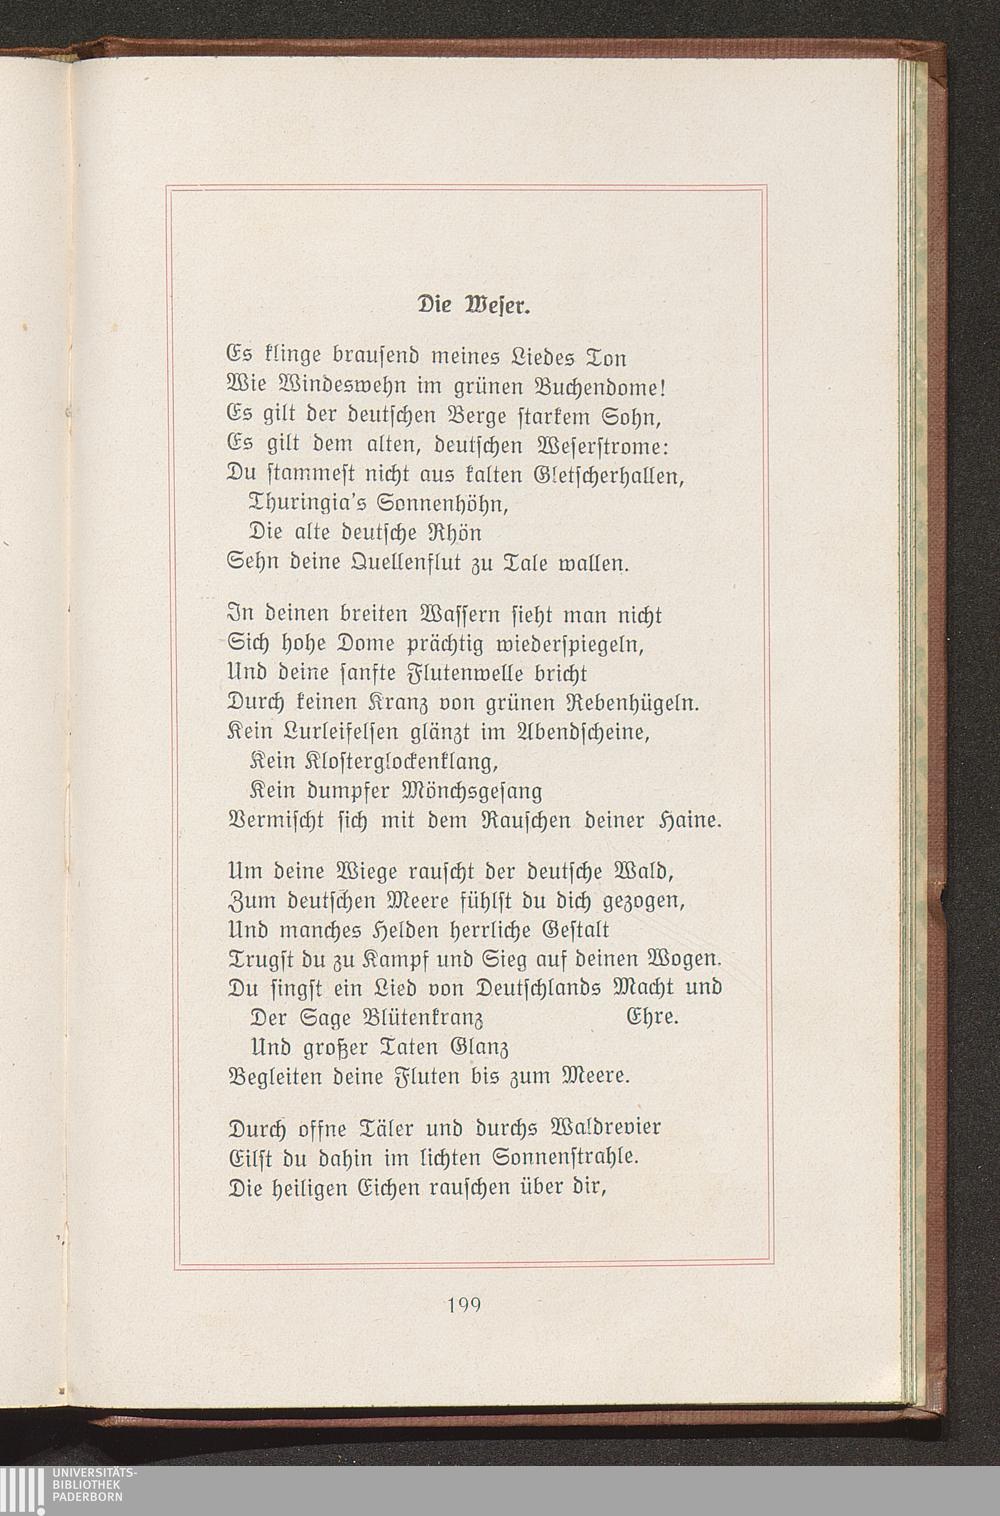 Die Weser.
Es klinge brausend meines Liedes Ton
Wie Windeswehn im grünen Buchendome!
Es gilt der deutschen Berge starkem Sohn,
Es gilt dem alten, deutschen Weserstrome:
Du stammest nicht aus kalten Gletscherhallen,
Thuringia's Sonnenhöhn,
Die alte deutsche Rhön
Sehn deine Quellenflut zu Tale wallen.
In deinen breiten Wassern sieht man nicht
Sich hohe Dome prächtig wiederspiegeln,
Und deine sanfte Flutenwelle bricht
Durch keinen Kranz von grünen Rebenhügeln.
Kein Lurleifelsen glänzt im Abendscheine,
Kein Klosterglockenklang,
Kein dumpfer Mönchsgesang
Vermischt sich mit dem Rauschen deiner Haine.
Um deine Wiege rauscht der deutsche Wald,
Zum deutschen Meere fühlst du dich gezogen,
Und manches Helden herrliche Gestalt
Trugst du zu Kampf und Sieg auf deinen Wogen.
Du singst ein Lied von Deutschlands Macht und
Der Sage Blütenkranz Ehre.
Und großer Taten Glanz
Begleiten deine Fluten bis zum Meere.
Durch offne Täler und durchs Waldrevier
Eilst du dahin im lichten Sonnenstrahle.
Die heiligen Eichen rauschen über dir,
199
UNIVERSITÄTS-
BIBLIOTHEK
PADERBORN